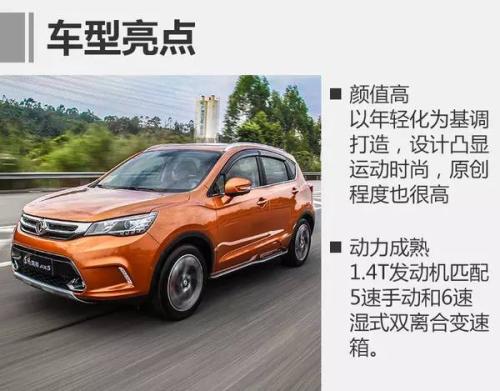 车型亮点
颜值高
以年轻化为基调
打造，设计凸显
运动时尚，原创
程度也很高
动力成熟
1.4T发动机匹配
5速手动和6速
湿式双离合变速
箱。